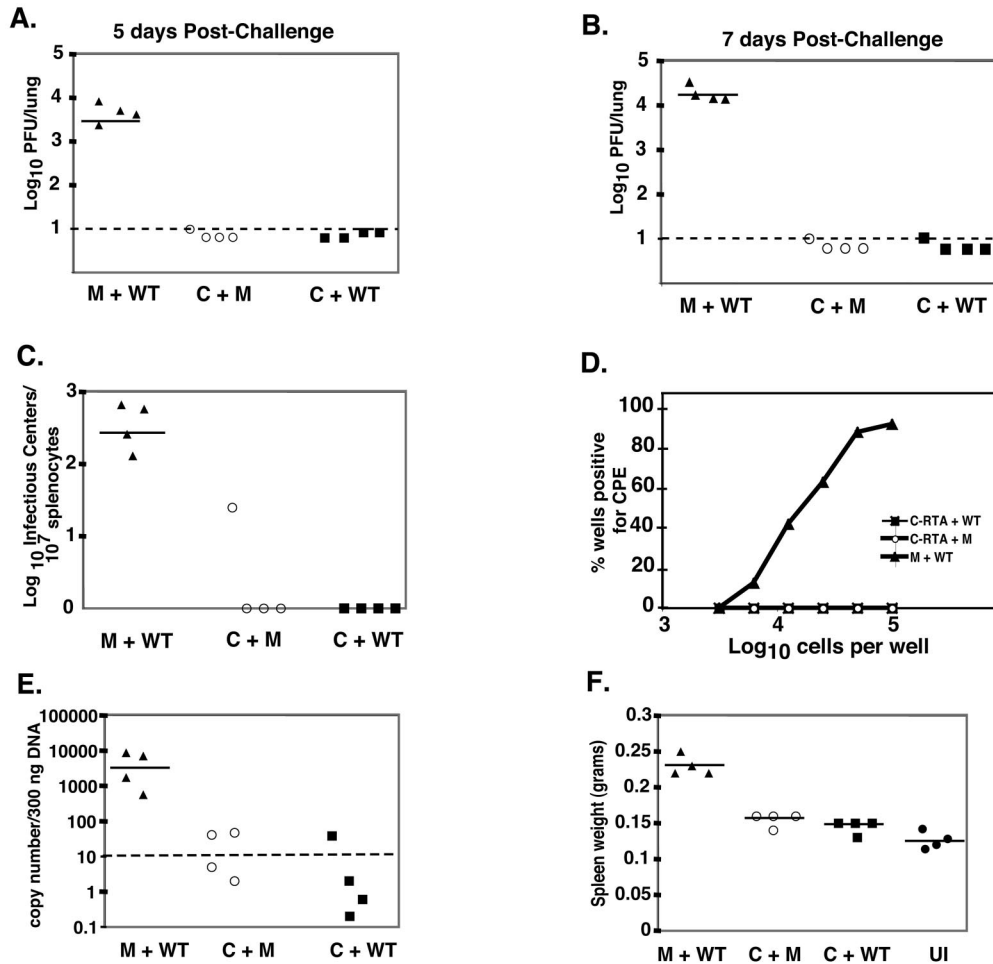 A.
5 days Post-Challenge
Log10 PFU/lung
5
4
3
2
1
M + WT C + M C + WT
B.
7 days Post-Challenge
Log10 PFU/lung
5
4
3
2
1
M + WT C + M C + WT
C.
Log 10 Infectious Centers/
10^7 splenocytes
3
2
1
0
M + WT C + M C + WT
D.
% wells positive
for CPE
100
80
60
40
20
0
C-RTA + WT
C-RTA + M
M + WT
3 4 5
Log10 cells per well
E.
copy number/300 ng DNA
100000
10000
1000
100
10
1
0.1
M + WT C + M C + WT
F.
Spleen weight (grams)
0.3
0.25
0.2
0.15
0.1
0.05
0
M + WT C + M C + WT UI